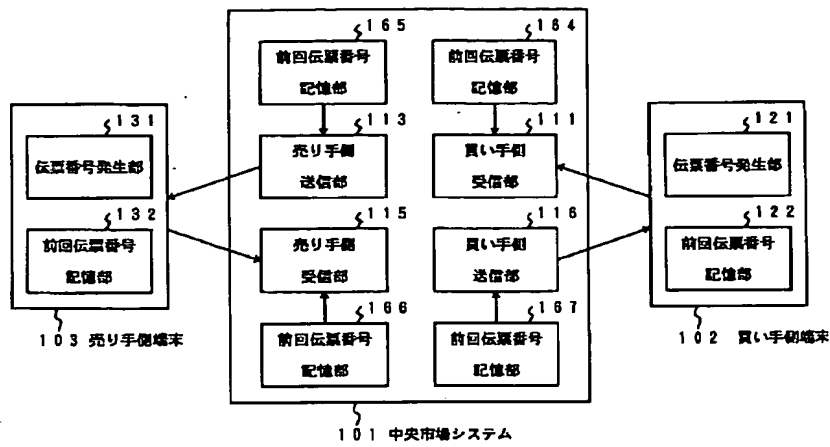 165
164
前回伝票番号
記憶部
前回伝票番号
記憶部
131
伝票番号発生部
113
売り手側
送信部
111
買い手側
受信部
121
伝票番号発生部
132
前回伝票番号
記憶部
115
売り手側
受信部
116
買い手側
送信部
122
前回伝票番号
記憶部
166
前回伝票番号
記憶部
167
前回伝票番号
記憶部
103 売り手側端末
102 買い手側端末
101 中央市場システム